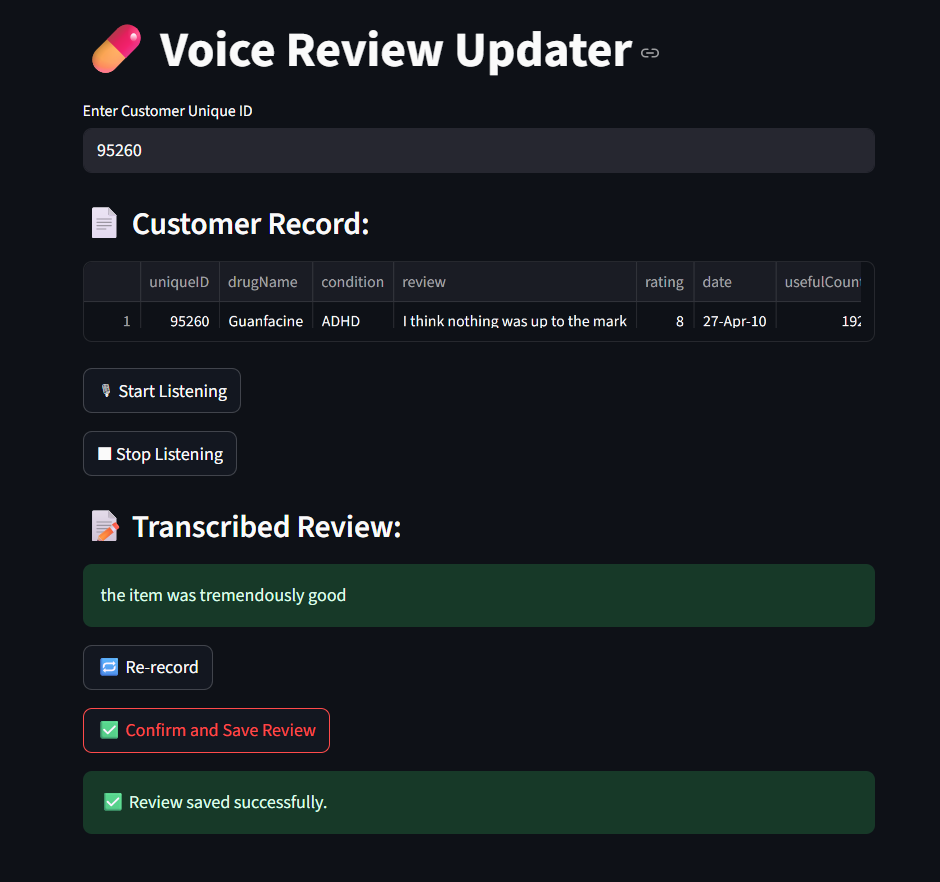 Voice Review Updater
Enter Customer Unique ID
95260
Customer Record:
uniqueID drugName condition review rating date usefulCount
1 95260 Guanfacine ADHD I think nothing was up to the mark 8 27-Apr-10 192
Start Listening
Stop Listening
Transcribed Review:
the item was tremendously good
Re-record
Confirm and Save Review
Review saved successfully.